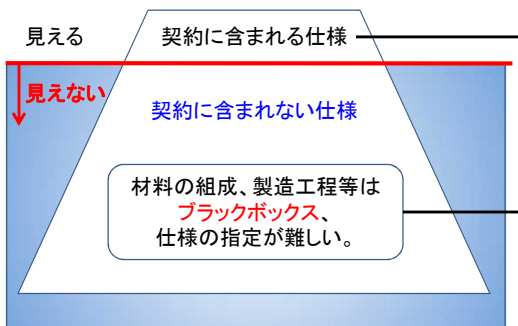 見える
契約に含まれる仕様
見えない
契約に含まれない仕様
材料の組成、製造工程等は
ブラックボックス、
仕様の指定が難しい。